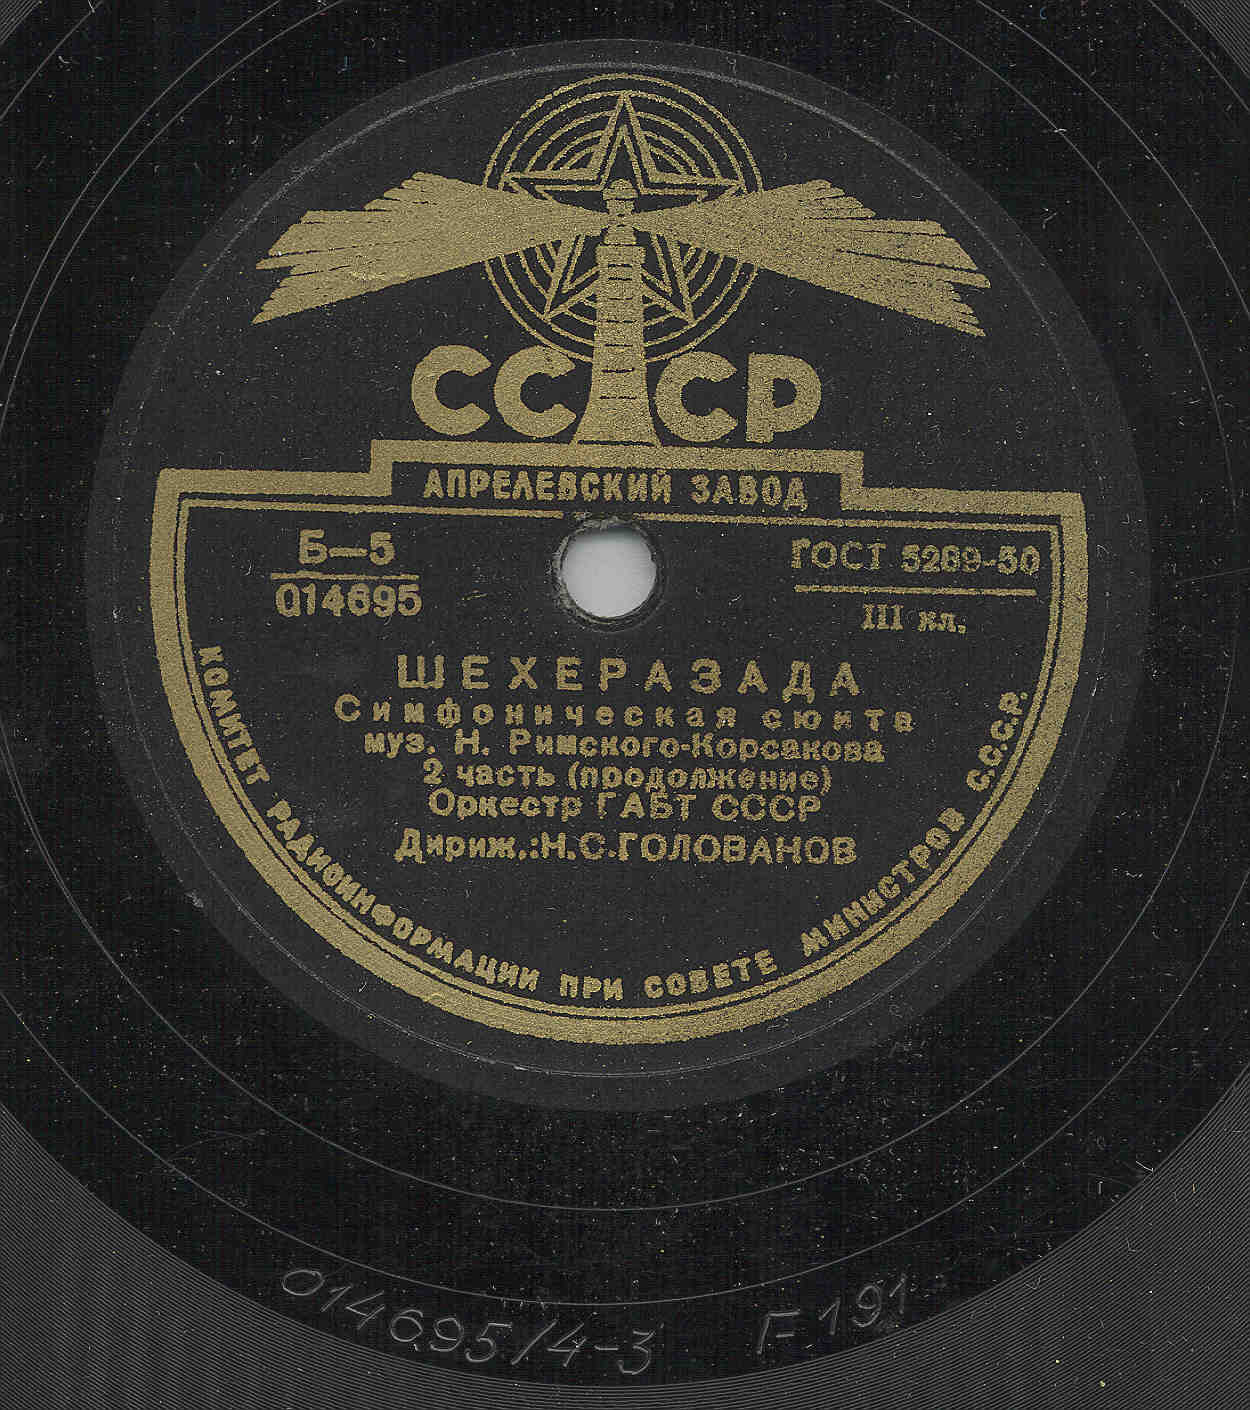 СССР
АПРЕЛЕВСКИЙ ЗАВОД
Б—5
014695
ГОСТ 5289-50
III кл.
ШЕХЕРАЗАДА
Симфоническая сюита
муз. Н. Римского-Корсакова
2 часть (продолжение)
Оркестр ГАБТ СССР
Дириж.: Н.С.ГОЛОВАНОВ
КОМИТЕТ РАДИОИНФОРМАЦИИ ПРИ СОВЕТЕ МИНИСТРОВ С.С.С.Р.
014695/4-3 F 191